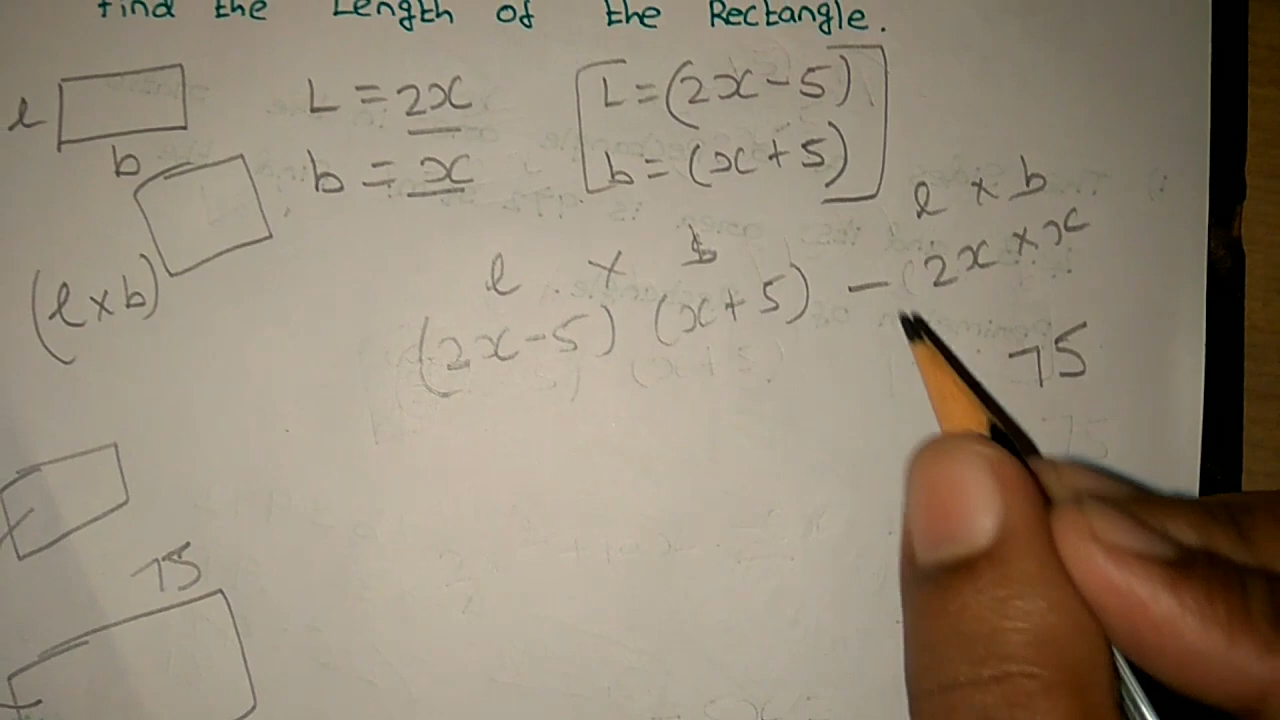 find the Length of the Rectangle.
l
b
L = 2x
b = x
L = (2x - 5)
b = (x + 5)
(l x b)
l x b
l x b
(2x - 5) (x + 5) - 2x x x
75
75